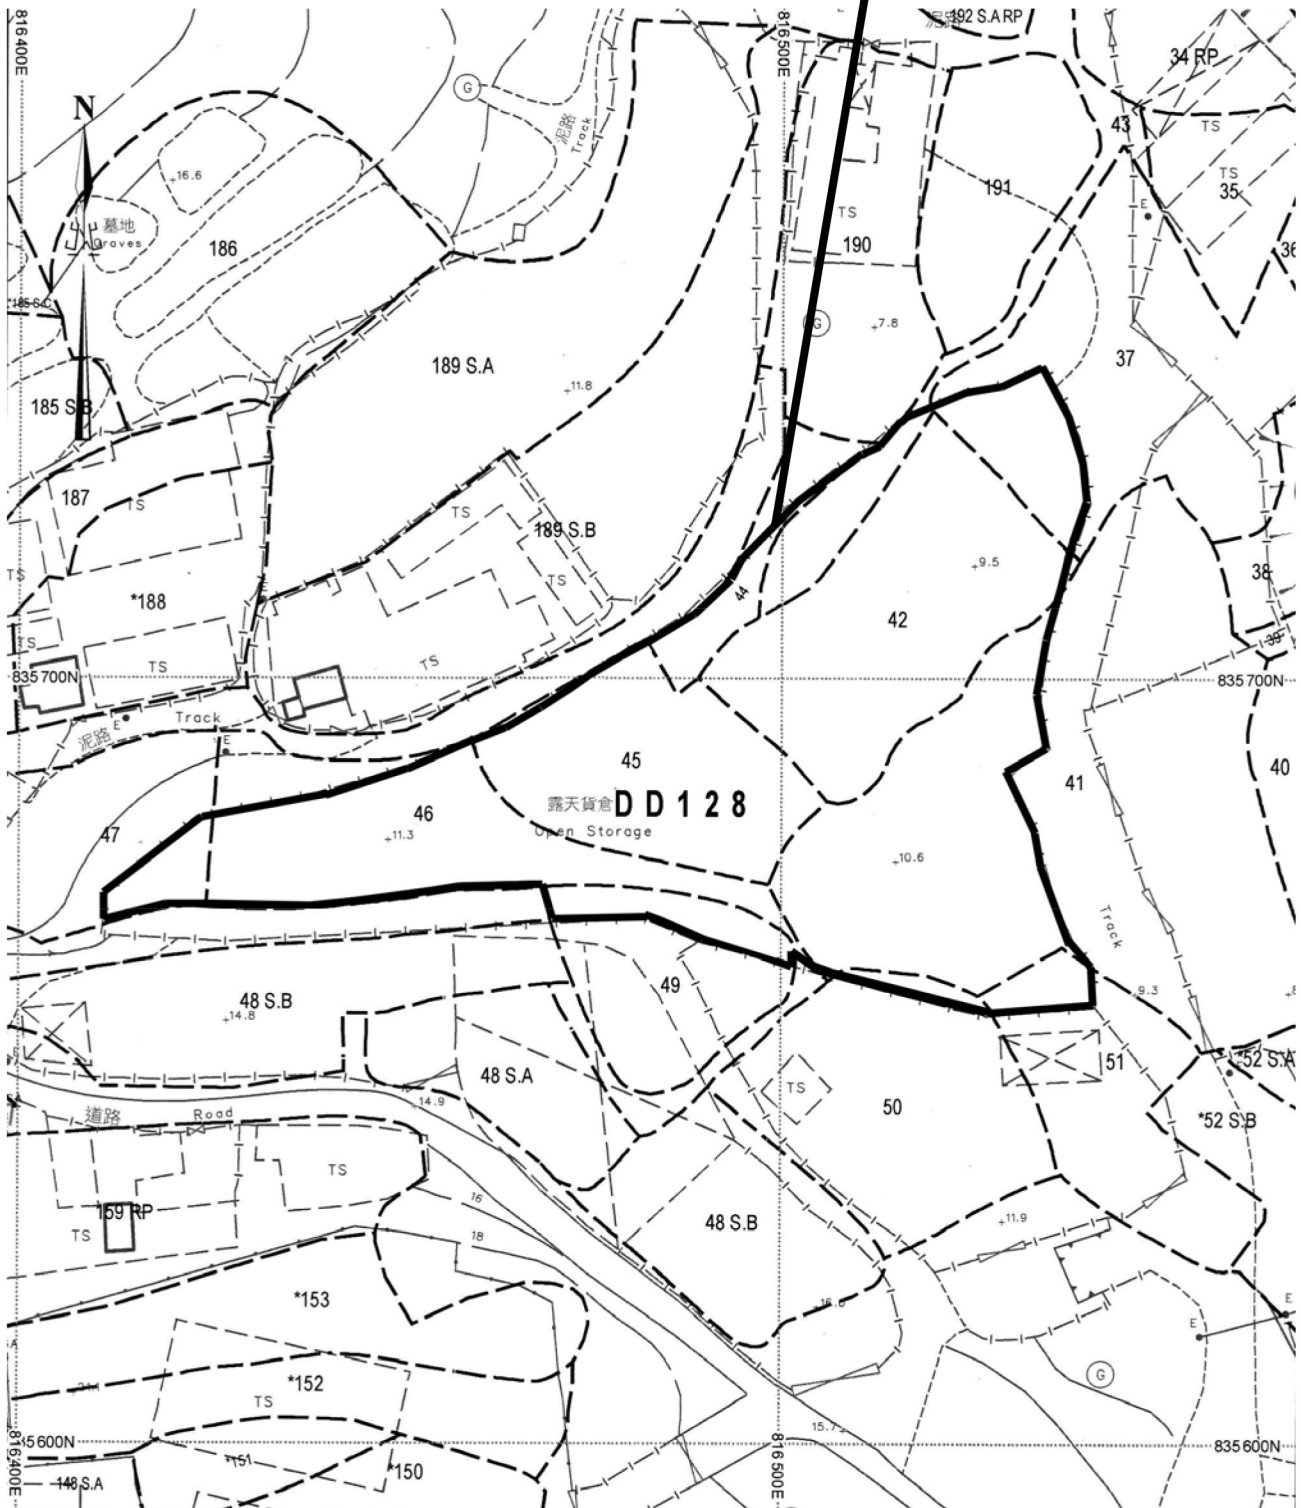 816400E
816500E
泥路
192 S.A RP
34 RP
G
N
泥路
Track
43
TS
16.6
TS
35
E
191
TS
墓地
Graves
186
190
36
185 S.C
G
7.8
37
189 S.A
11.8
185 S.B
187
TS
TS
189 S.B
9.5
TS
TS
38
*188
44
42
TS
39
TS
TS
835700N
835700N
Track
E
泥路
E
45
40
41
露天貨倉
DD128
46
Open Storage
47
11.3
10.6
Track
49
9.3
48 S.B
14.8
*52 S.A
51
48 S.A
TS
14.9
50
道路
Road
*52 S.B
TS
16
159 RP
TS
18
48 S.B
11.9
*153
16.0
E
E
*152
TS
G
15.7
835600N
*151
*150
148 S.A
816400E
816500E